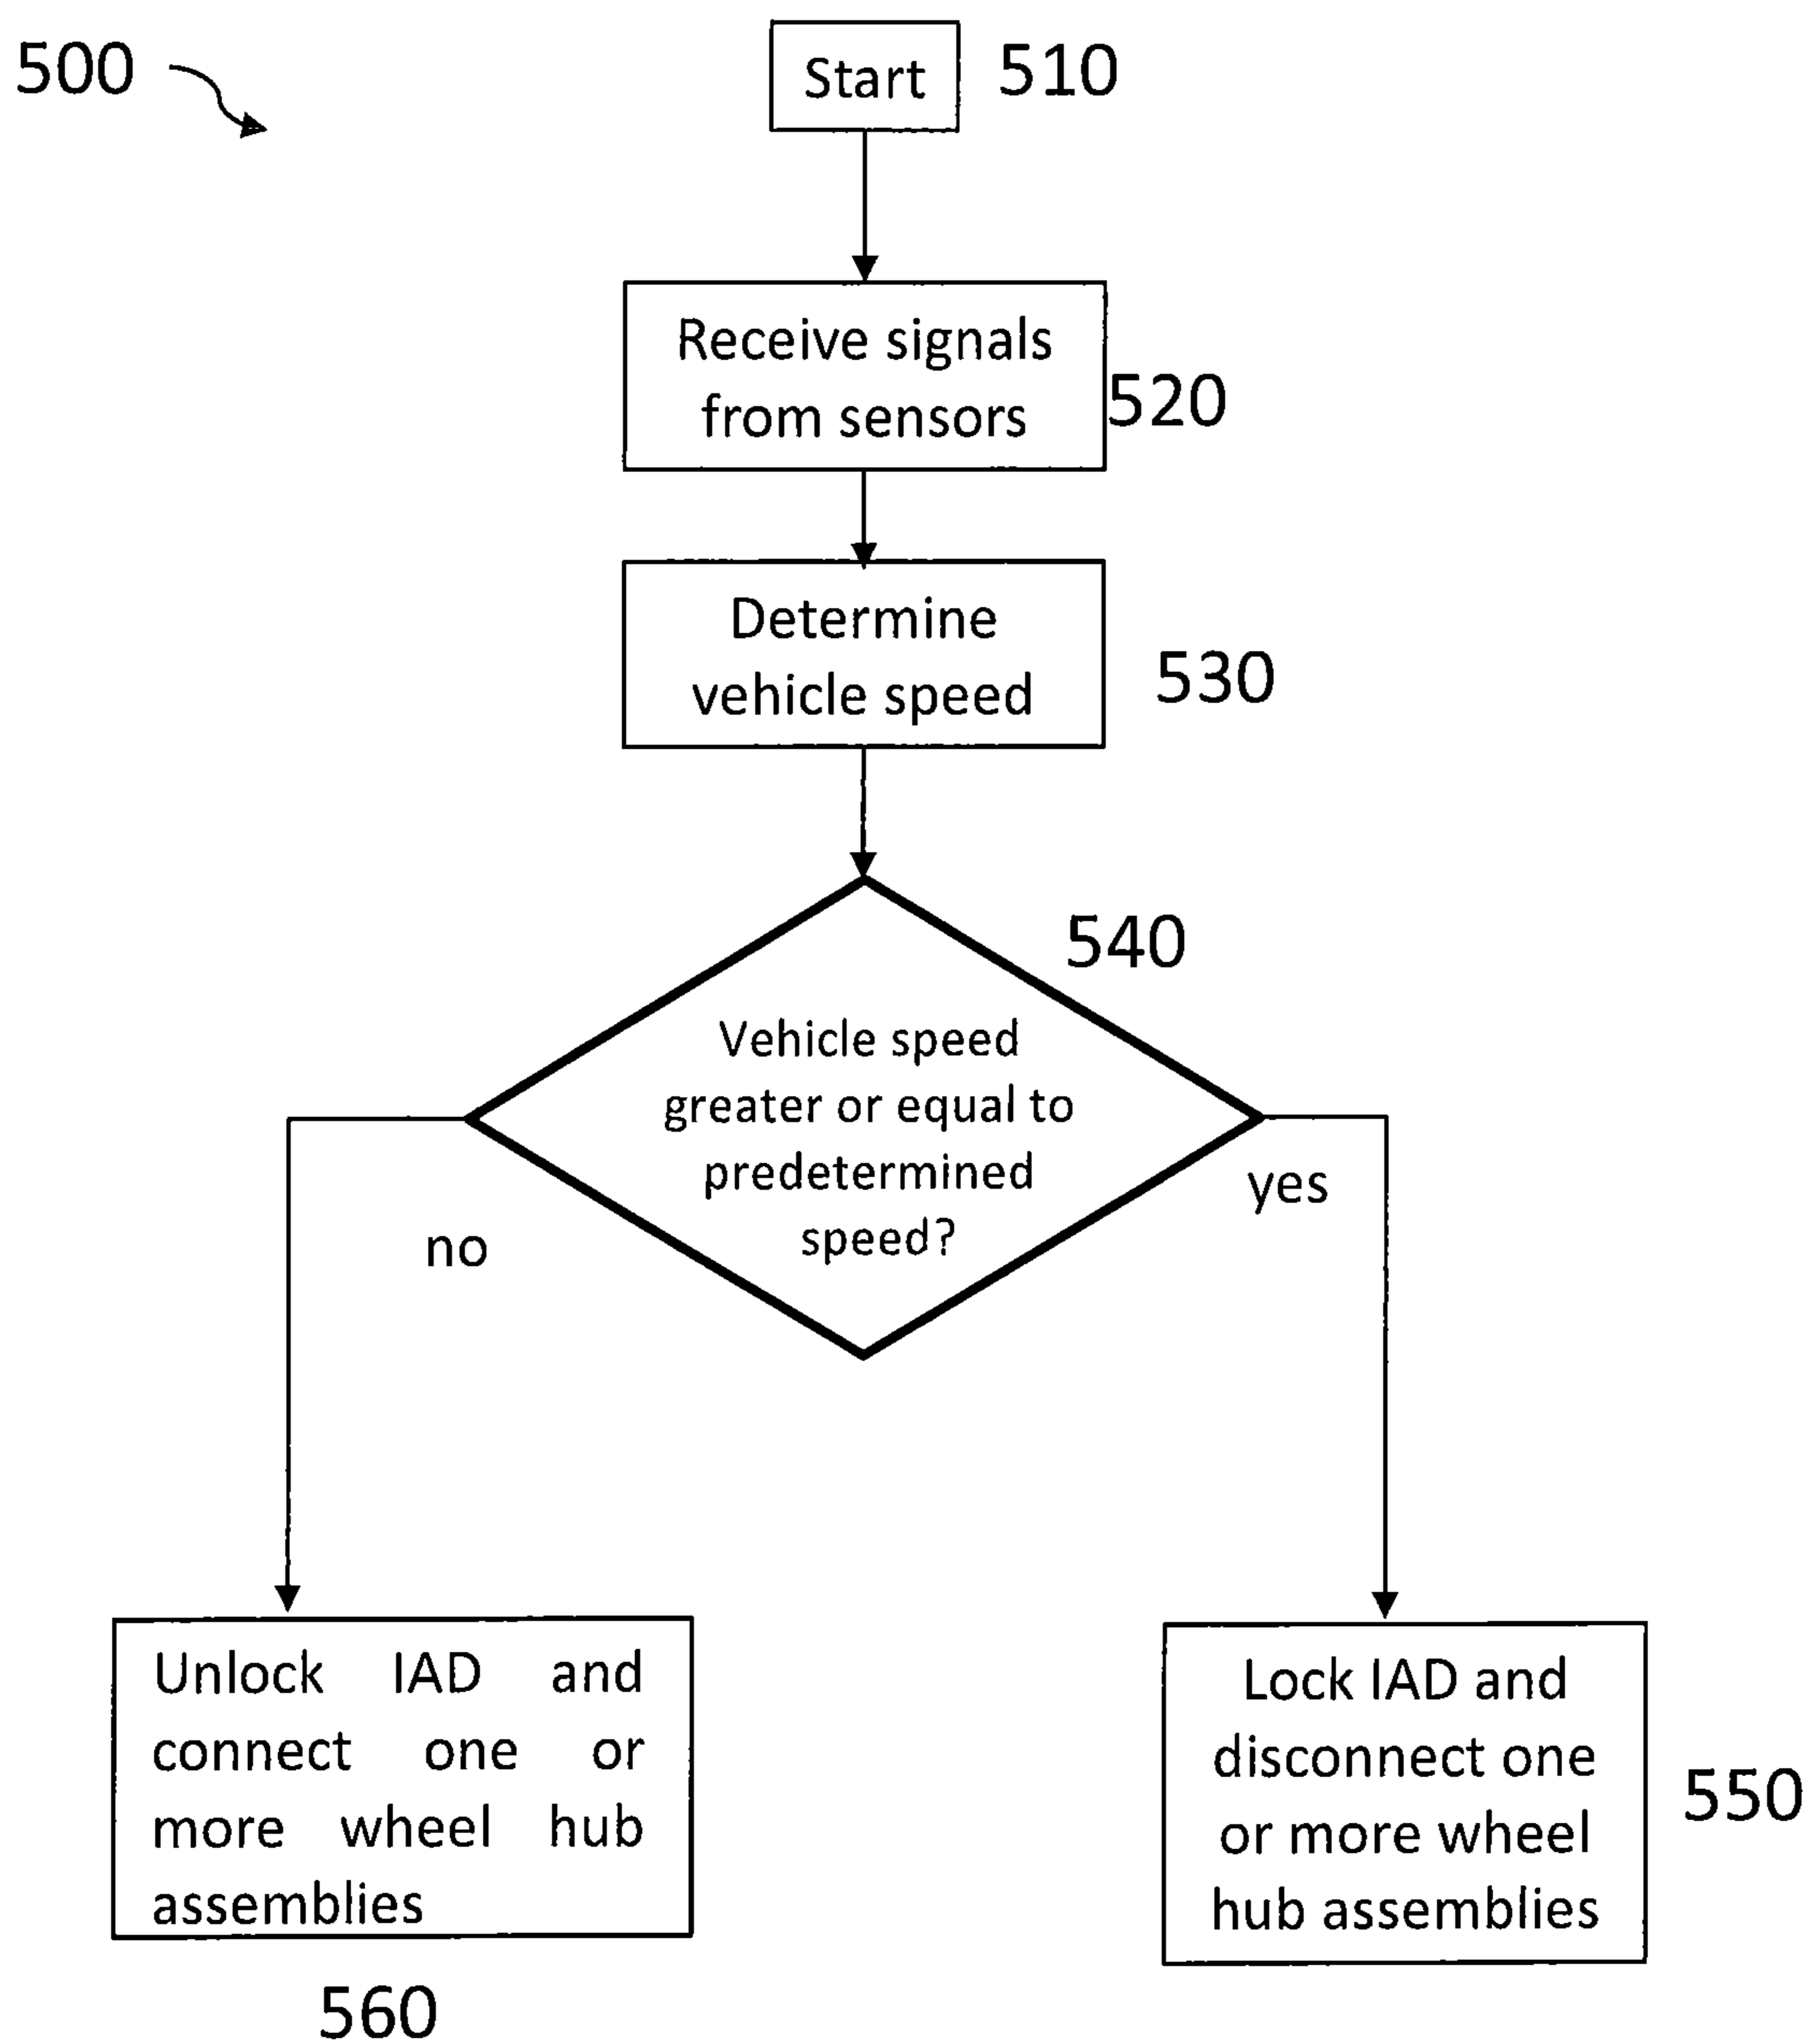 500
Start
510
Receive signals
from sensors
520
Determine
vehicle speed
530
540
Vehicle speed
greater or equal to
predetermined
speed?
yes
no
Unlock IAD and
connect one or
more wheel hub
assemblies
560
Lock IAD and
disconnect one
or more wheel
hub assemblies
550